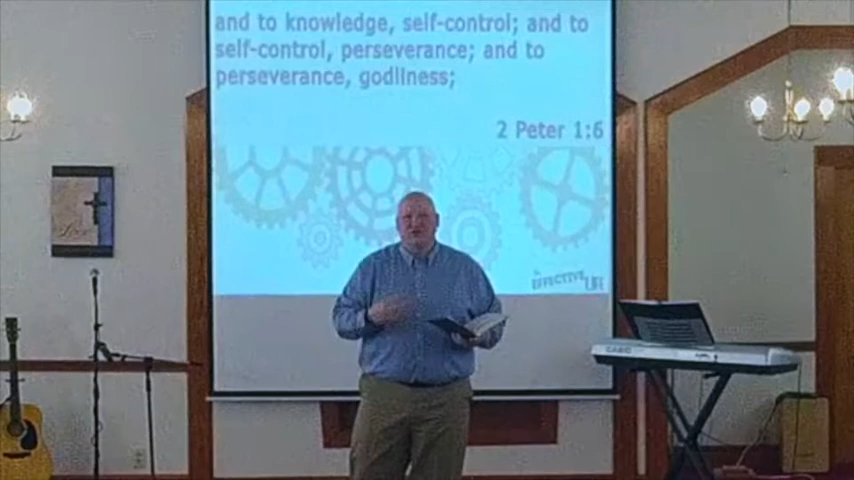 and to knowledge, self-control; and to
self-control, perseverance; and to
perseverance, godliness;
2 Peter 1:6
EFFECTIVE LIFE
CASIO